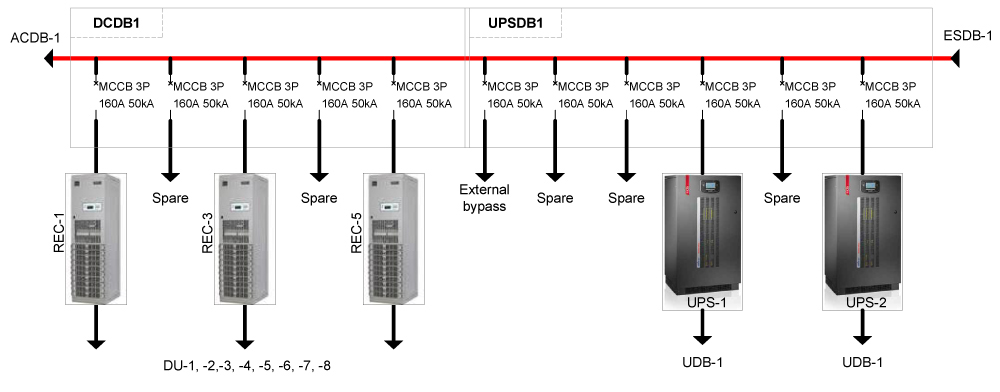 DCDB1
UPSDB1
ACDB-1
ESDB-1
MCCB 3P
160A 50kA
MCCB 3P
160A 50kA
MCCB 3P
160A 50kA
MCCB 3P
160A 50kA
MCCB 3P
160A 50kA
MCCB 3P
160A 50kA
MCCB 3P
160A 50kA
MCCB 3P
160A 50kA
MCCB 3P
160A 50kA
MCCB 3P
160A 50kA
MCCB 3P
160A 50kA
REC-1
Spare
REC-3
Spare
REC-5
External
bypass
Spare
Spare
UPS-1
Spare
UPS-2
DU-1, -2,-3, -4, -5, -6, -7, -8
UDB-1
UDB-1